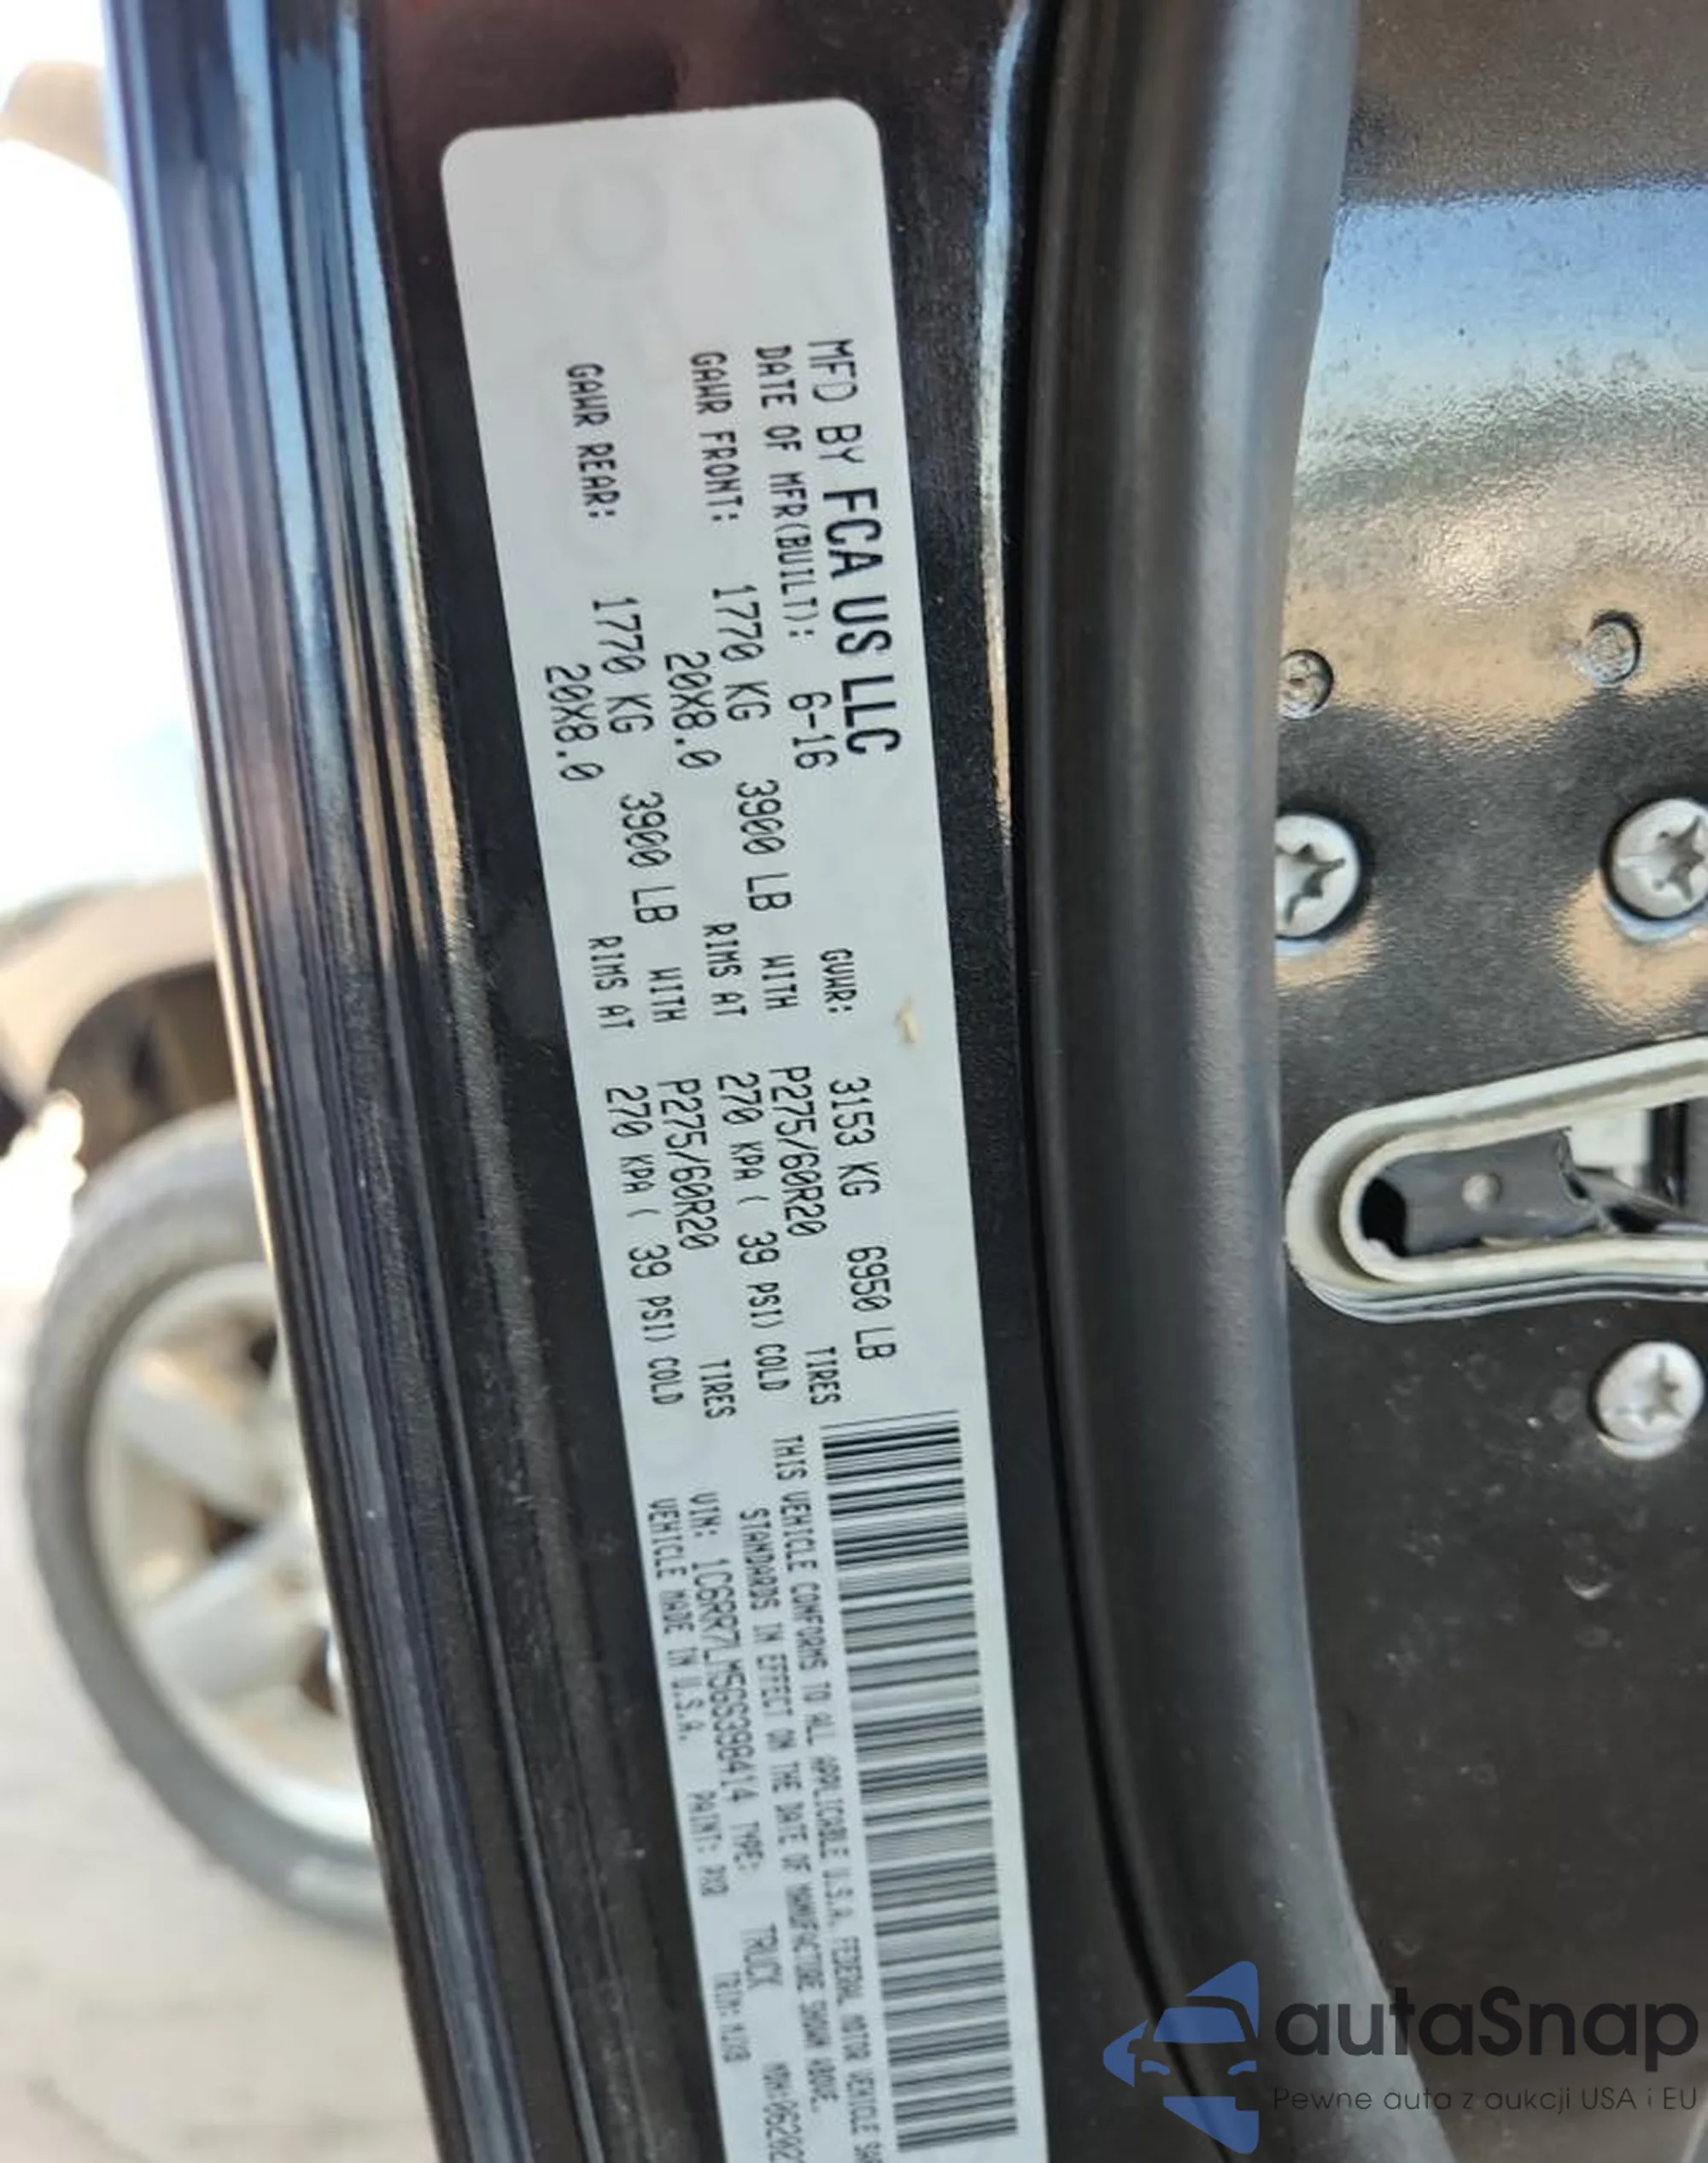 MFD BY FCA US LLC
DATE OF MFR(BUILT): 6-16 GVWR: 3153 KG 6950 LB
GAWR FRONT: 1770 KG 3900 LB WITH P275/60R20 TIRES
20X8.0 RIMS AT 270 KPA ( 39 PSI) COLD
GAWR REAR: 1770 KG 3900 LB WITH P275/60R20 TIRES
20X8.0 RIMS AT 270 KPA ( 39 PSI) COLD
THIS VEHICLE CONFORMS TO ALL APPLICABLE U.S.A. FEDERAL MOTOR VEHICLE
STANDARDS IN EFFECT ON THE DATE OF MANUFACTURE SHOWN ABOVE.
VIN: 1C6RR7LM5GS398414 TYPE: TRUCK
VEHICLE MADE IN U.S.A. PAINT: PX8 TRIM:
autoSnap
Pewne auta z aukcji USA i EU